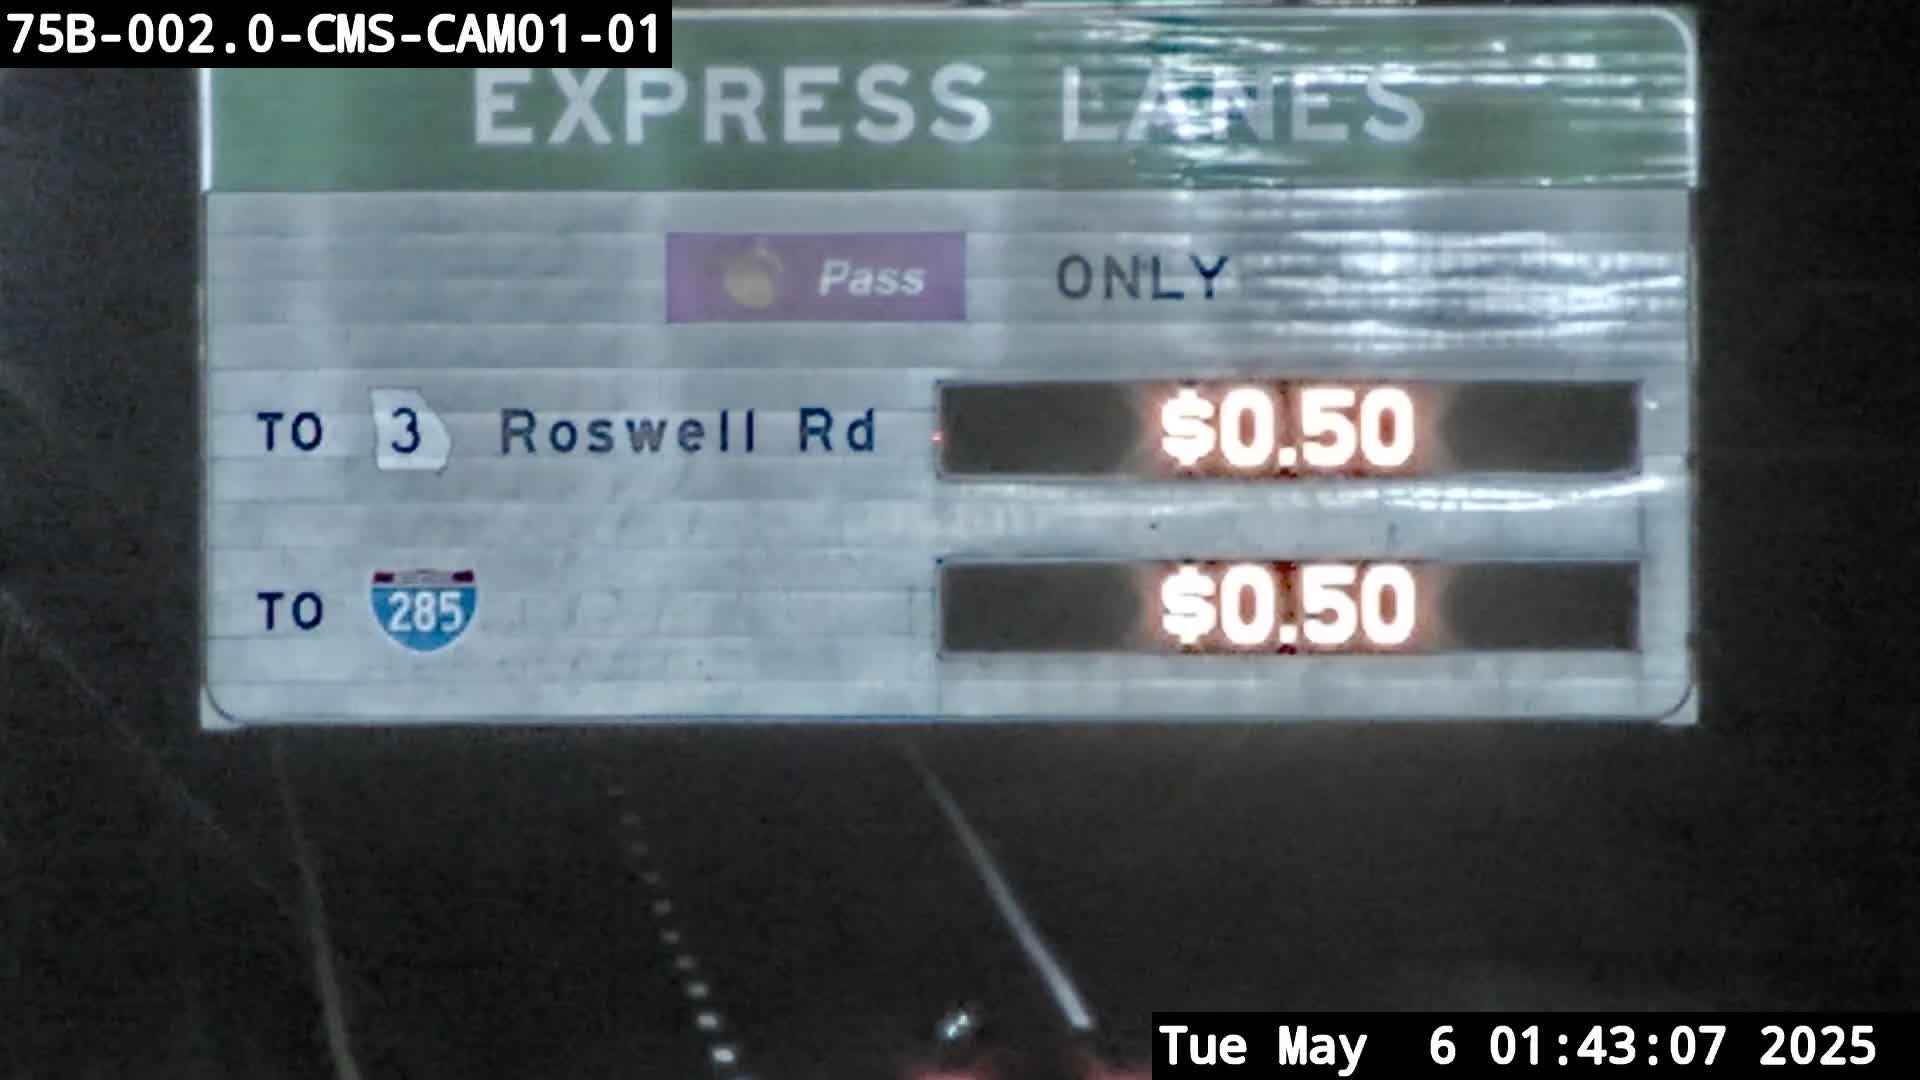 75B-002.0-CMS-CAM01-01
EXPRESS LANES
Pass ONLY
TO 3 Roswell Rd $0.50
TO 285 $0.50
Tue May 6 01:43:07 2025